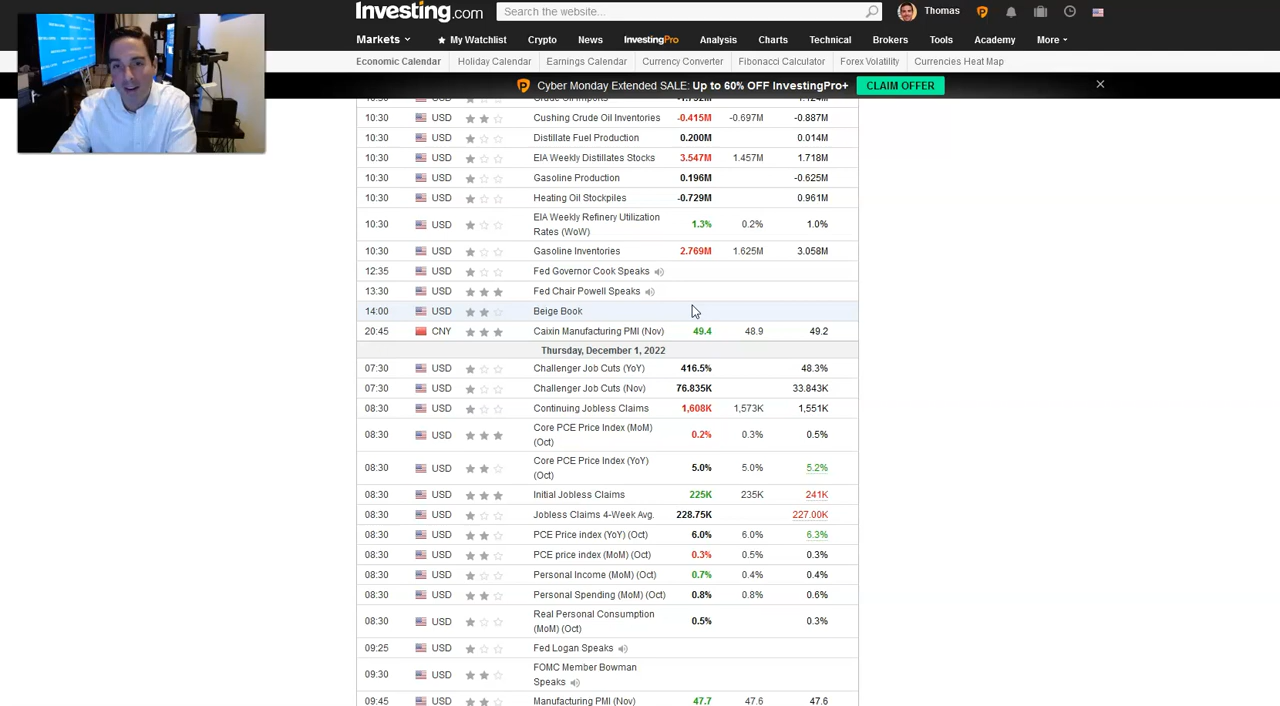 Investing.com Search the website... Thomas
Markets My Watchlist Crypto News InvestingPro Analysis Charts Technical Brokers Tools Academy More
Economic Calendar Holiday Calendar Earnings Calendar Currency Converter Fibonacci Calculator Forex Volatility Currencies Heat Map
Cyber Monday Extended SALE: Up to 60% OFF InvestingPro+ CLAIM OFFER
10:30 USD Crude Oil Imports
10:30 USD Cushing Crude Oil Inventories -0.415M -0.697M -0.887M
10:30 USD Distillate Fuel Production 0.200M 0.014M
10:30 USD EIA Weekly Distillates Stocks 3.547M 1.457M 1.718M
10:30 USD Gasoline Production 0.196M -0.625M
10:30 USD Heating Oil Stockpiles -0.729M 0.961M
10:30 USD EIA Weekly Refinery Utilization
Rates (WoW) 1.3% 0.2% 1.0%
10:30 USD Gasoline Inventories 2.769M 1.625M 3.058M
12:35 USD Fed Governor Cook Speaks
13:30 USD Fed Chair Powell Speaks
14:00 USD Beige Book
20:45 CNY Caixin Manufacturing PMI (Nov) 49.4 48.9 49.2
Thursday, December 1, 2022
07:30 USD Challenger Job Cuts (YoY) 416.5% 48.3%
07:30 USD Challenger Job Cuts (Nov) 76.835K 33.843K
08:30 USD Continuing Jobless Claims 1,608K 1,573K 1,551K
08:30 USD Core PCE Price Index (MoM)
(Oct) 0.2% 0.3% 0.5%
08:30 USD Core PCE Price Index (YoY)
(Oct) 5.0% 5.0% 5.2%
08:30 USD Initial Jobless Claims 225K 235K 241K
08:30 USD Jobless Claims 4-Week Avg. 228.75K 227.00K
08:30 USD PCE Price index (YoY) (Oct) 6.0% 6.0% 6.3%
08:30 USD PCE price index (MoM) (Oct) 0.3% 0.5% 0.3%
08:30 USD Personal Income (MoM) (Oct) 0.7% 0.4% 0.4%
08:30 USD Personal Spending (MoM) (Oct) 0.8% 0.8% 0.6%
08:30 USD Real Personal Consumption
(MoM) (Oct) 0.5% 0.3%
09:25 USD Fed Logan Speaks
09:30 USD FOMC Member Bowman
Speaks
09:45 USD Manufacturing PMI (Nov) 47.7 47.6 47.6